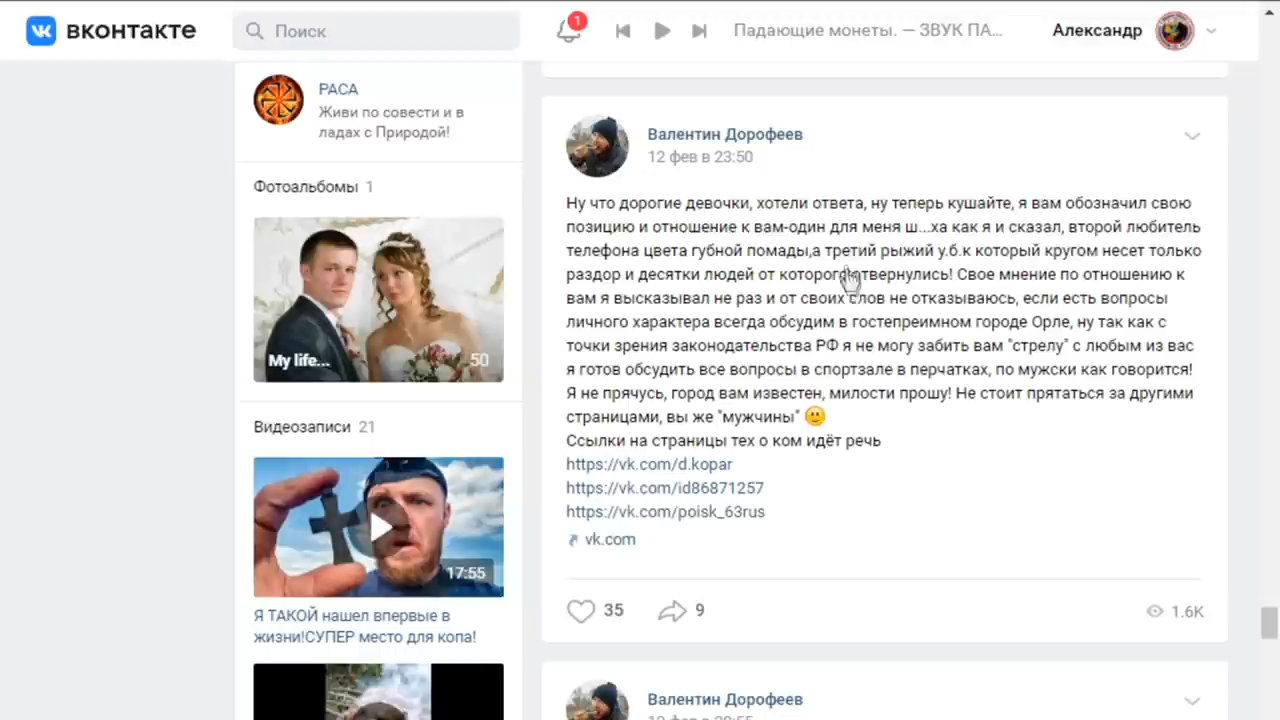 вконтакте
Поиск
1
Падающие монеты. — ЗВУК ПА...
Александр
РАСА
Живи по совести и в
ладах с Природой!
Фотоальбомы 1
My life...
50
Видеозаписи 21
17:55
Я ТАКОЙ нашел впервые в
жизни!СУПЕР место для копа!
Валентин Дорофеев
12 фев в 23:50
Ну что дорогие девочки, хотели ответа, ну теперь кушайте, я вам обозначил свою
позицию и отношение к вам-один для меня ш...ха как я и сказал, второй любитель
телефона цвета губной помады,а третий рыжий у.б.к который кругом несет только
раздор и десятки людей от которого отвернулись! Свое мнение по отношению к
вам я высказывал не раз и от своих слов не отказываюсь, если есть вопросы
личного характера всегда обсудим в гостепреимном городе Орле, ну так как с
точки зрения законодательства РФ я не могу забить вам "стрелу" с любым из вас
я готов обсудить все вопросы в спортзале в перчатках, по мужски как говорится!
Я не прячусь, город вам известен, милости прошу! Не стоит прятаться за другими
страницами, вы же "мужчины"
Ссылки на страницы тех о ком идёт речь
https://vk.com/d.kopar
https://vk.com/id86871257
https://vk.com/poisk_63rus
vk.com
35
9
1.6K
Валентин Дорофеев